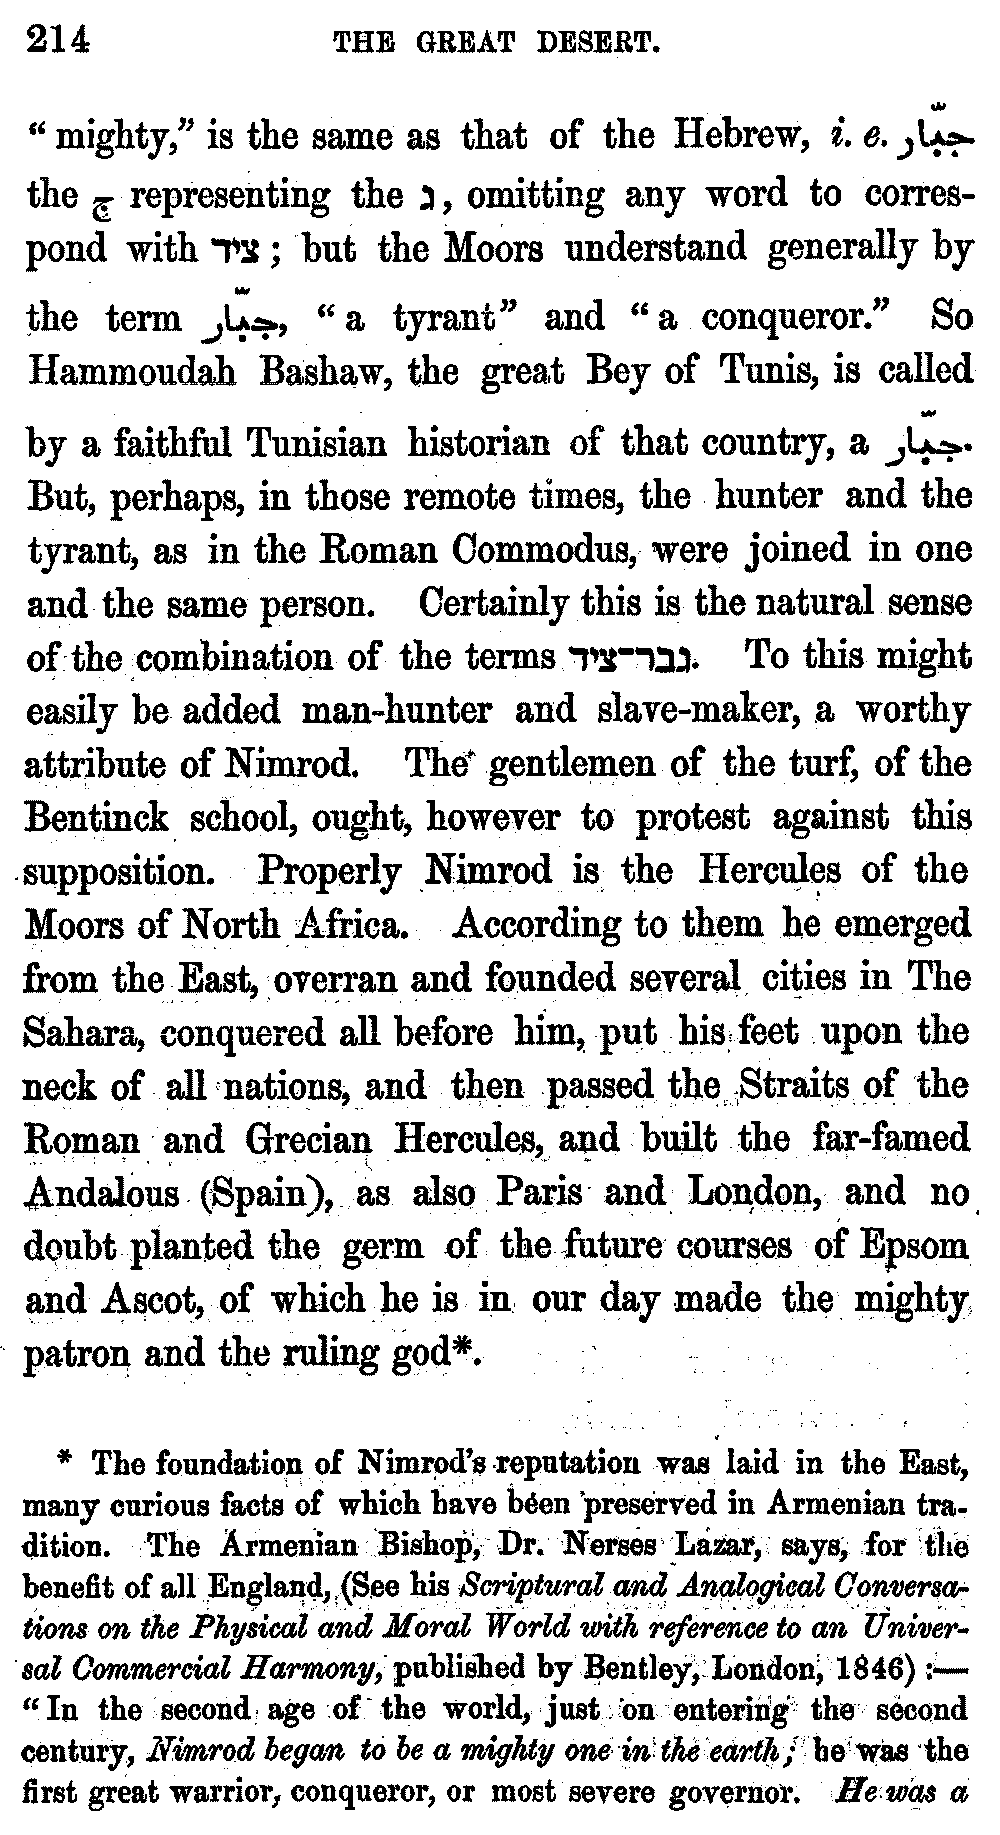 214 THE GREAT DESERT.
“mighty,” is the same as that of the Hebrew, i. e. جبّار
the ج representing the נ, omitting any word to corres-
pond with ציד; but the Moors understand generally by
the term جبّار, “a tyrant” and “a conqueror.” So
Hammoudah Bashaw, the great Bey of Tunis, is called
by a faithful Tunisian historian of that country, a جبّار.
But, perhaps, in those remote times, the hunter and the
tyrant, as in the Roman Commodus, were joined in one
and the same person. Certainly this is the natural sense
of the combination of the terms נבר־ציד. To this might
easily be added man-hunter and slave-maker, a worthy
attribute of Nimrod. The gentlemen of the turf, of the
Bentinck school, ought, however to protest against this
supposition. Properly Nimrod is the Hercules of the
Moors of North Africa. According to them he emerged
from the East, overran and founded several cities in The
Sahara, conquered all before him, put his feet upon the
neck of all nations, and then passed the Straits of the
Roman and Grecian Hercules, and built the far-famed
Andalous (Spain), as also Paris and London, and no
doubt planted the germ of the future courses of Epsom
and Ascot, of which he is in our day made the mighty
patron and the ruling god*.
* The foundation of Nimrod’s reputation was laid in the East,
many curious facts of which have been preserved in Armenian tra-
dition. The Armenian Bishop, Dr. Nerses Lazar, says, for the
benefit of all England, (See his Scriptural and Analogical Conversa-
tions on the Physical and Moral World with reference to an Univer-
sal Commercial Harmony, published by Bentley, London, 1846) :—
“In the second age of the world, just on entering the second
century, Nimrod began to be a mighty one in the earth; he was the
first great warrior, conqueror, or most severe governor. He was a